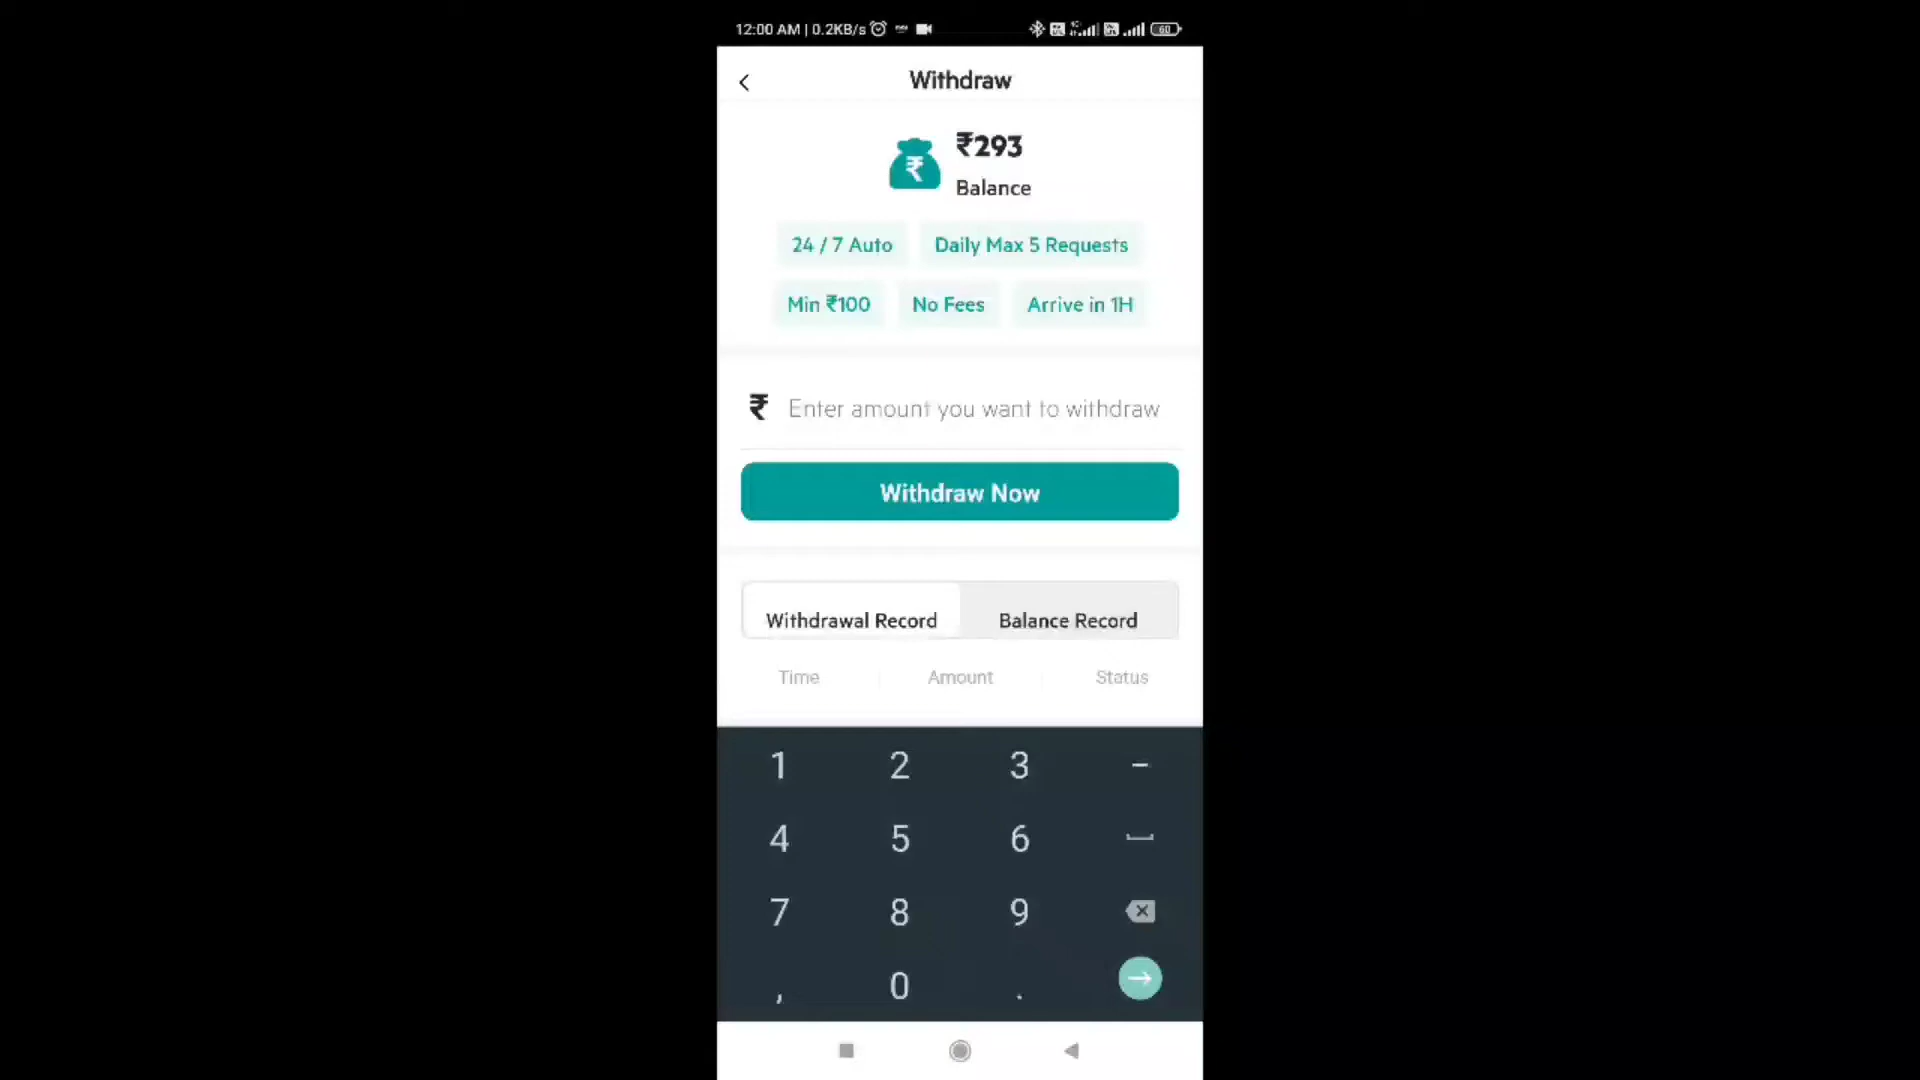 12:00 AM | 0.2KB/s
60
Withdraw
₹293
Balance
24 / 7 Auto
Daily Max 5 Requests
Min ₹100
No Fees
Arrive in 1H
₹ Enter amount you want to withdraw
Withdraw Now
Withdrawal Record
Balance Record
Time
Amount
Status
1 2 3 -
4 5 6
7 8 9
, 0 .